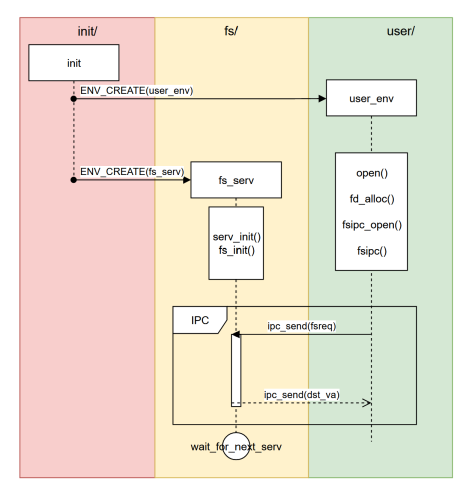 init/
fs/
user/
init
ENV_CREATE(user_env)
user_env
ENV_CREATE(fs_serv)
fs_serv
open()
fd_alloc()
fsipc_open()
fsipc()
serv_init()
fs_init()
IPC
ipc_send(fsreq)
ipc_send(dst_va)
wait_for_next_serv